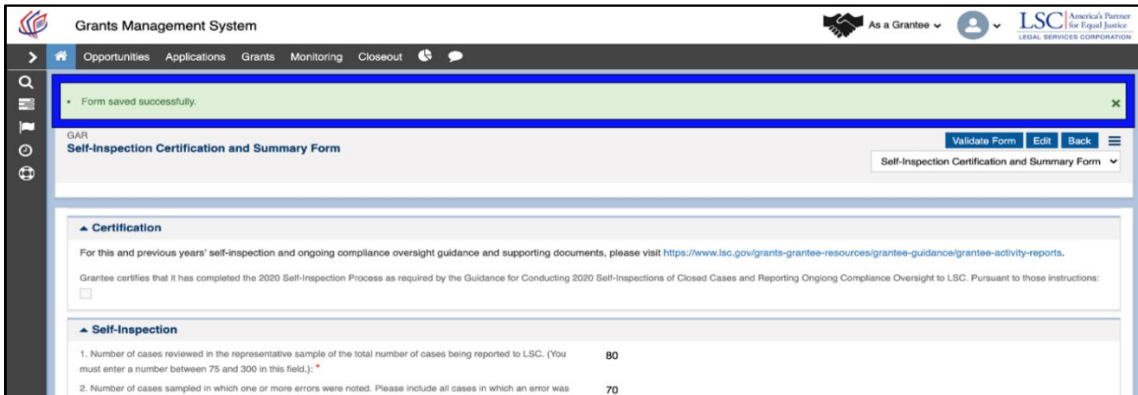 Grants Management System
As a Grantee
LSC America's Partner
for Equal Justice
LEGAL SERVICES CORPORATION
Opportunities Applications Grants Monitoring Closeout
Form saved successfully.
GAR
Self-Inspection Certification and Summary Form
Validate Form Edit Back
Self-Inspection Certification and Summary Form
Certification
For this and previous years' self-inspection and ongoing compliance oversight guidance and supporting documents, please visit https://www.lsc.gov/grants-grantee-resources/grantee-guidance/grantee-activity-reports.
Grantee certifies that it has completed the 2020 Self-Inspection Process as required by the Guidance for Conducting 2020 Self-Inspections of Closed Cases and Reporting Ongiong Compliance Oversight to LSC. Pursuant to those instructions:
Self-Inspection
1. Number of cases reviewed in the representative sample of the total number of cases being reported to LSC. (You 80
must enter a number between 75 and 300 in this field.): *
2. Number of cases sampled in which one or more errors were noted. Please include all cases in which an error was 70